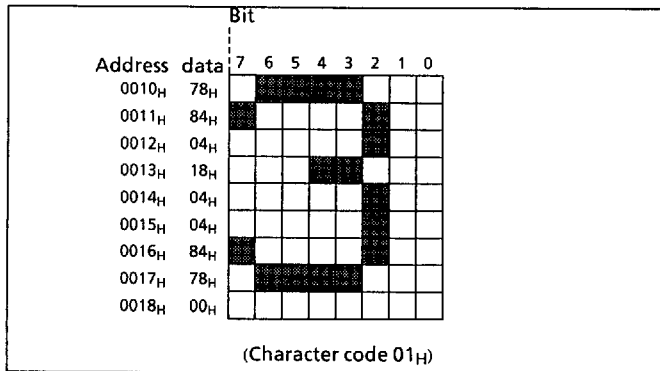 Bit
Address data 7 6 5 4 3 2 1 0
0010H 78H
0011H 84H
0012H 04H
0013H 18H
0014H 04H
0015H 04H
0016H 84H
0017H 78H
0018H 00H
(Character code 01H)